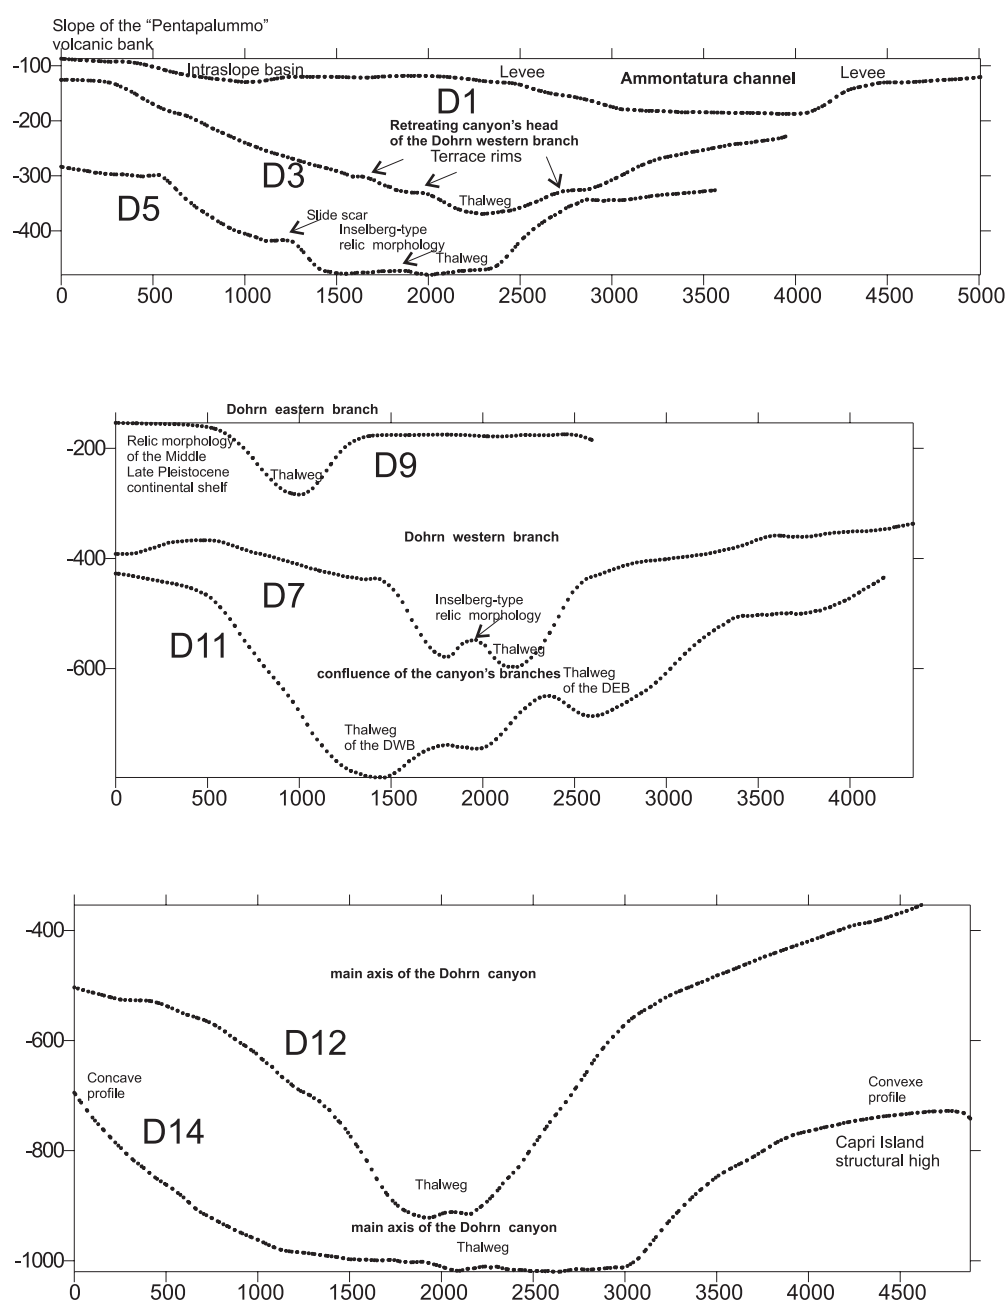 Slope of the “Pentapalummo”
volcanic bank
-100
-200
-300
-400
Intraslope basin
D1
Levee
Ammontatura channel
Levee
Retreating canyon's head
of the Dohrn western branch
Terrace rims
D3
Thalweg
D5
Slide scar
Inselberg-type
relic morphology
Thalweg
0 500 1000 1500 2000 2500 3000 3500 4000 4500 5000
Dohrn eastern branch
-200
-400
-600
Relic morphology
of the Middle
Late Pleistocene
continental shelf
Thalweg
D9
Dohrn western branch
D7
Inselberg-type
relic morphology
Thalweg
D11
confluence of the canyon's branches
Thalweg
of the DEB
Thalweg
of the DWB
0 500 1000 1500 2000 2500 3000 3500 4000
-400
-600
-800
-1000
main axis of the Dohrn canyon
D12
Concave
profile
D14
Convexe
profile
Capri Island
structural high
Thalweg
main axis of the Dohrn canyon
Thalweg
0 500 1000 1500 2000 2500 3000 3500 4000 4500